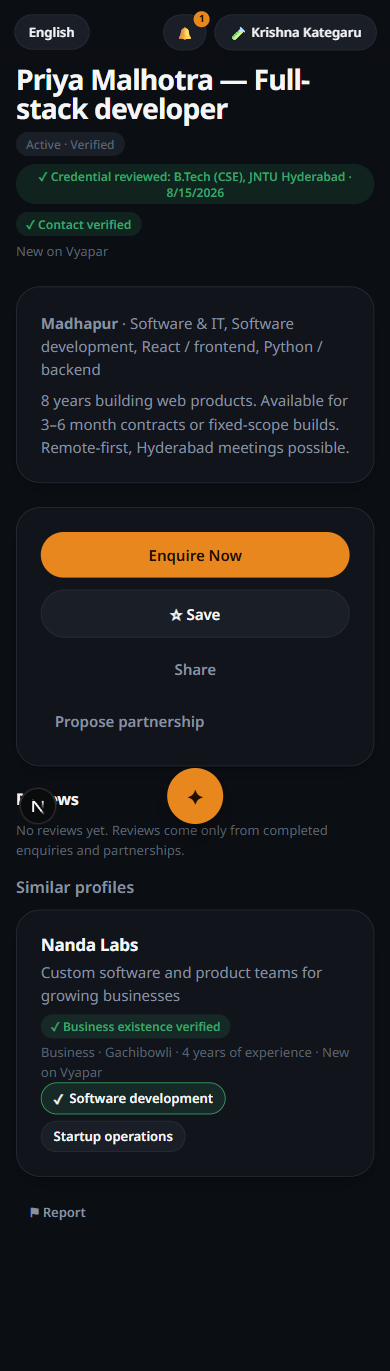 English
1
Krishna Kategaru
Priya Malhotra — Full-
stack developer
Active · Verified
✓ Credential reviewed: B.Tech (CSE), JNTU Hyderabad ·
8/15/2026
✓ Contact verified
New on Vyapar
Madhapur · Software & IT, Software
development, React / frontend, Python /
backend
8 years building web products. Available for
3–6 month contracts or fixed-scope builds.
Remote-first, Hyderabad meetings possible.
Enquire Now
☆ Save
Share
Propose partnership
N
No reviews yet. Reviews come only from completed
enquiries and partnerships.
Similar profiles
Nanda Labs
Custom software and product teams for
growing businesses
✓ Business existence verified
Business · Gachibowli · 4 years of experience · New
on Vyapar
✓ Software development
Startup operations
⚑ Report